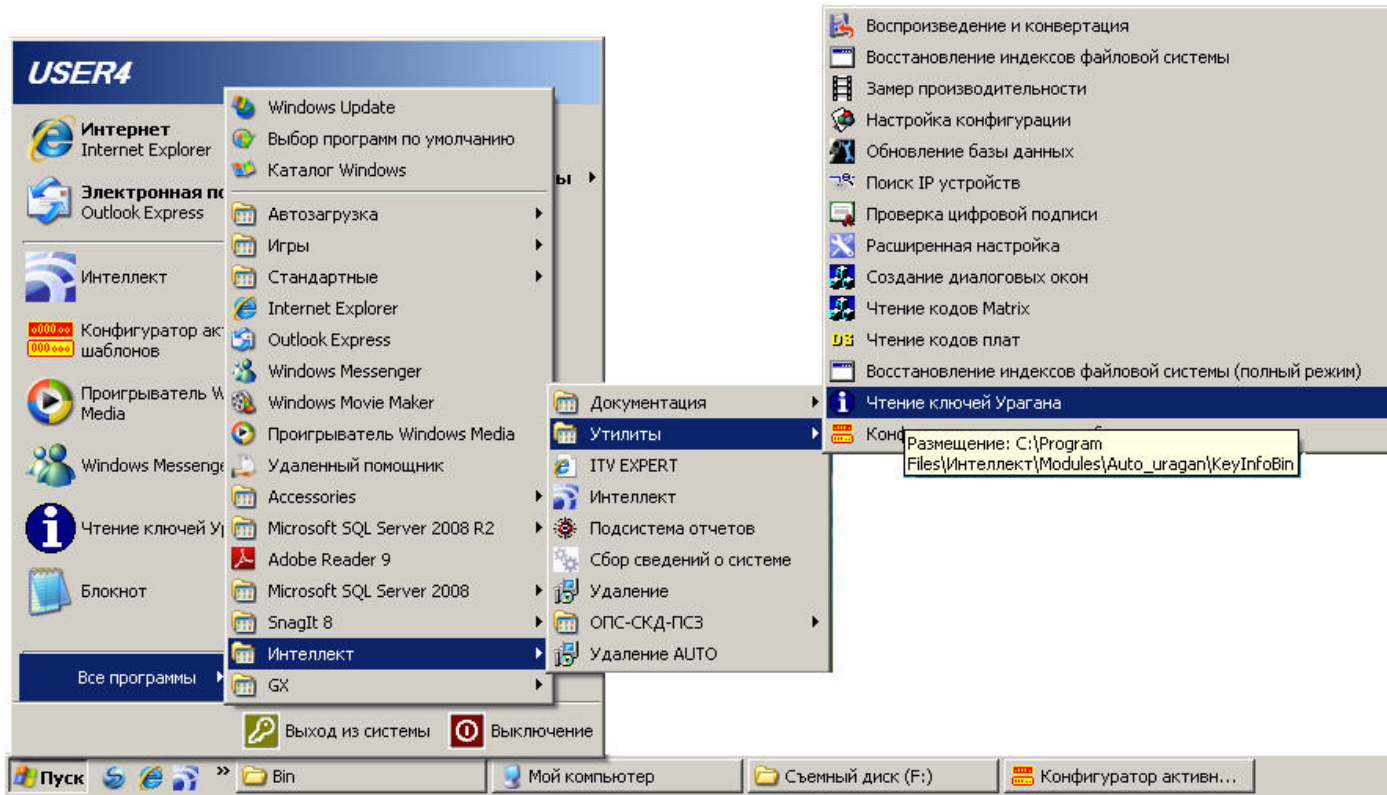 USER4
Интернет
Internet Explorer
Электронная по
Outlook Express
Интеллект
Конфигуратор ак
шаблонов
Проигрыватель W
Media
Windows Messenge
Чтение ключей Ур
Блокнот
Все программы
ы
Windows Update
Выбор программ по умолчанию
Каталог Windows
Автозагрузка
Игры
Стандартные
Internet Explorer
Outlook Express
Windows Messenger
Windows Movie Maker
Проигрыватель Windows Media
Удаленный помощник
Accessories
Microsoft SQL Server 2008 R2
Adobe Reader 9
Microsoft SQL Server 2008
SnagIt 8
Интеллект
GX
Документация
Утилиты
ITV EXPERT
Интеллект
Подсистема отчетов
Сбор сведений о системе
Удаление
ОПС-СКД-ПСЗ
Удаление AUTO
Воспроизведение и конвертация
Восстановление индексов файловой системы
Замер производительности
Настройка конфигурации
Обновление базы данных
Поиск IP устройств
Проверка цифровой подписи
Расширенная настройка
Создание диалоговых окон
Чтение кодов Matrix
Чтение кодов плат
Восстановление индексов файловой системы (полный режим)
Чтение ключей Урагана
Кон
Размещение: C:\Program
Files\Интеллект\Modules\Auto_uragan\KeyInfoBin
Выход из системы
Выключение
Пуск
»
Bin
Мой компьютер
Съемный диск (F:)
Конфигуратор активн...